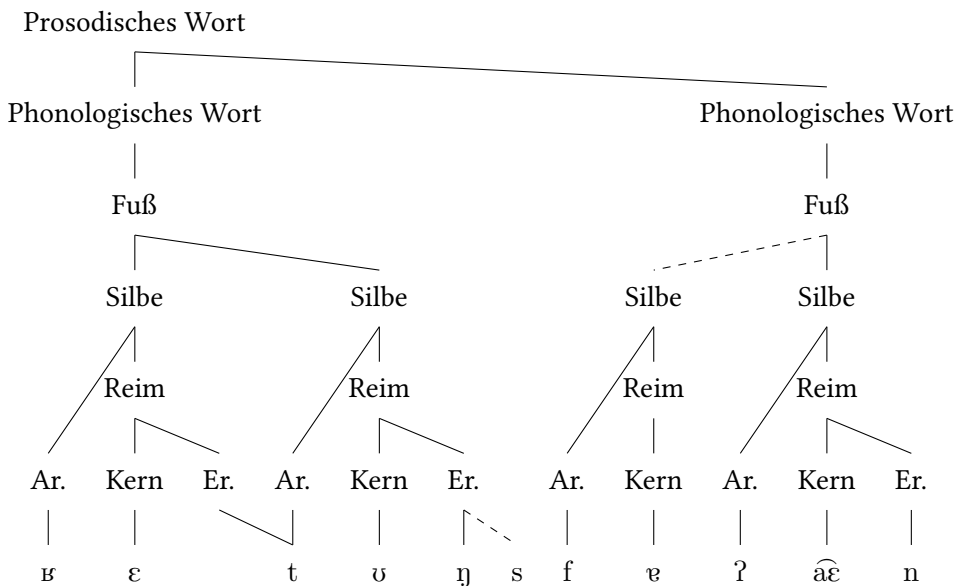 Prosodisches Wort
Phonologisches Wort Phonologisches Wort
Fuß Fuß
Silbe Silbe Silbe Silbe
Reim Reim Reim Reim
Ar. Kern Er. Ar. Kern Er. Ar. Kern Ar. Kern Er.
ʁ ɛ t ʊ ŋ s f ɐ ʔ a͡ɛ n